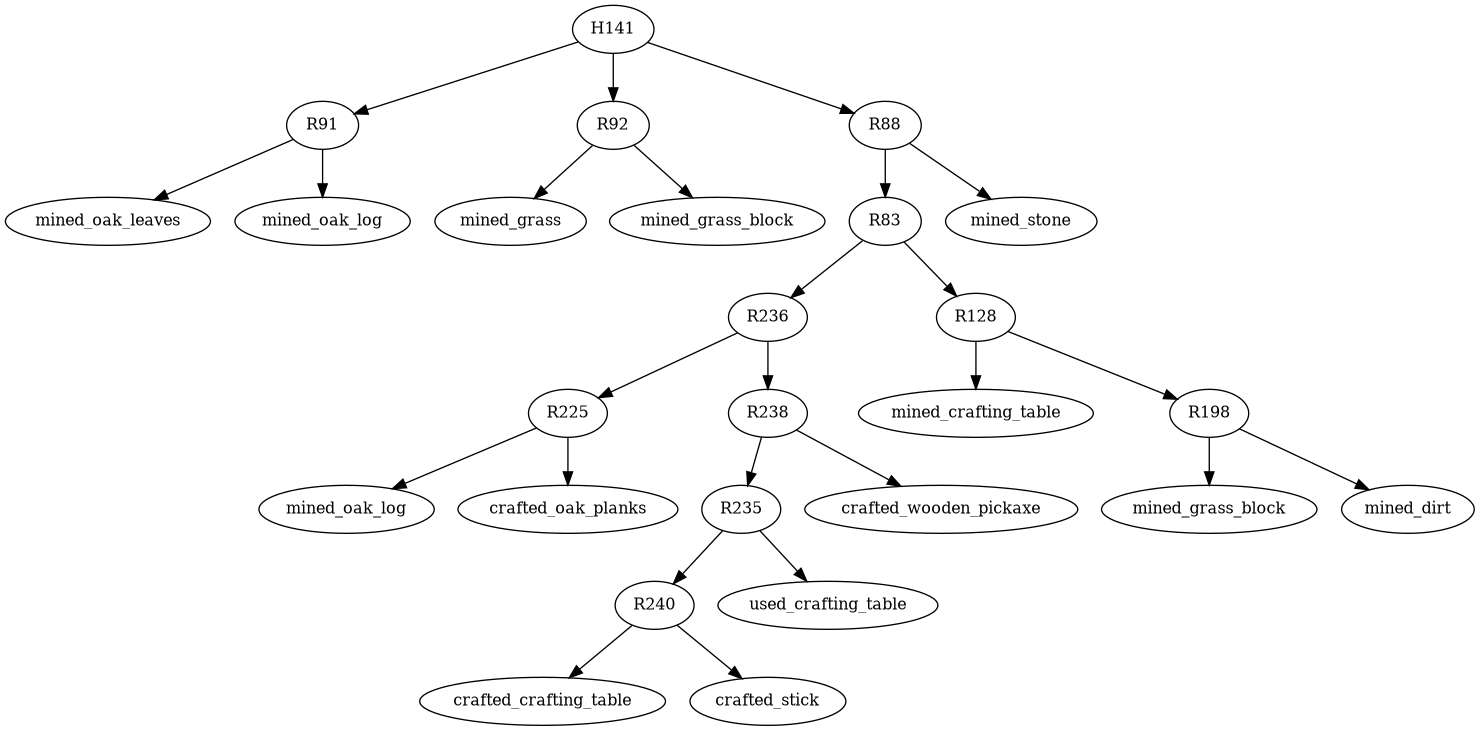 H141
R91
R92
R88
mined_oak_leaves
mined_oak_log
mined_grass
mined_grass_block
R83
mined_stone
R236
R128
R225
R238
mined_crafting_table
R198
mined_oak_log
crafted_oak_planks
R235
crafted_wooden_pickaxe
mined_grass_block
mined_dirt
R240
used_crafting_table
crafted_crafting_table
crafted_stick